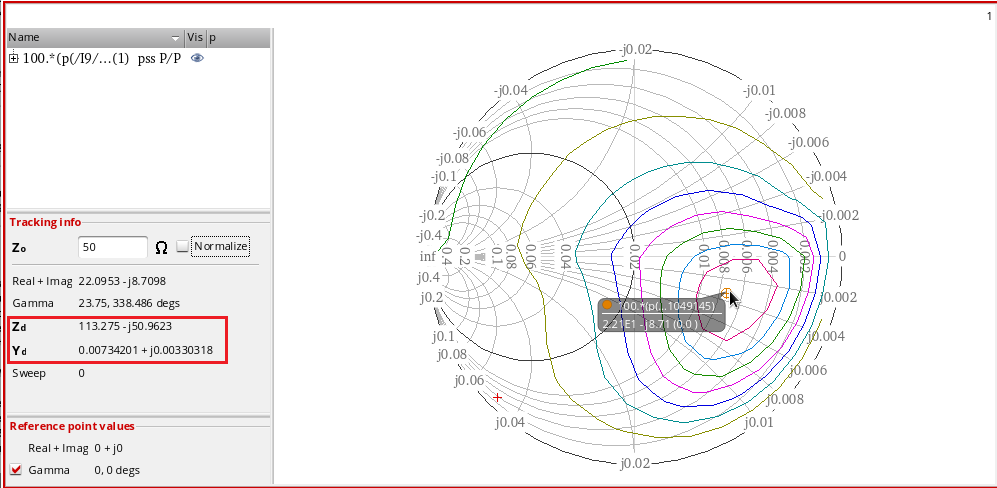 1
Name Vis p
100.*(p(/I9/...(1) pss P/P
Tracking info
Zo 50 Ω Normalize
Real + Imag 22.0953 - j8.7098
Gamma 23.75, 338.486 degs
Zd 113.275 - j50.9623
Yd 0.00734201 + j0.00330318
Sweep 0
Reference point values
Real + Imag 0 + j0
Gamma 0, 0 degs
-j0.02
-j0.04
-j0.01
-j0.008
-j0.06
-j0.006
-j0.08
-j0.1
-j0.004
-j0.2
-j0.002
-j0.4
inf 0.4 0.2 0.1 0.08 0.06 0.04 0.02 0.01 0.008 0.006 0.004 0.002 0
j0.4
j0.2
j0.002
100.*(p(...1049145)
2.21E1 - j8.71 (0.0 )
j0.1
j0.004
j0.08
j0.006
j0.06
j0.008
j0.04
j0.01
j0.02